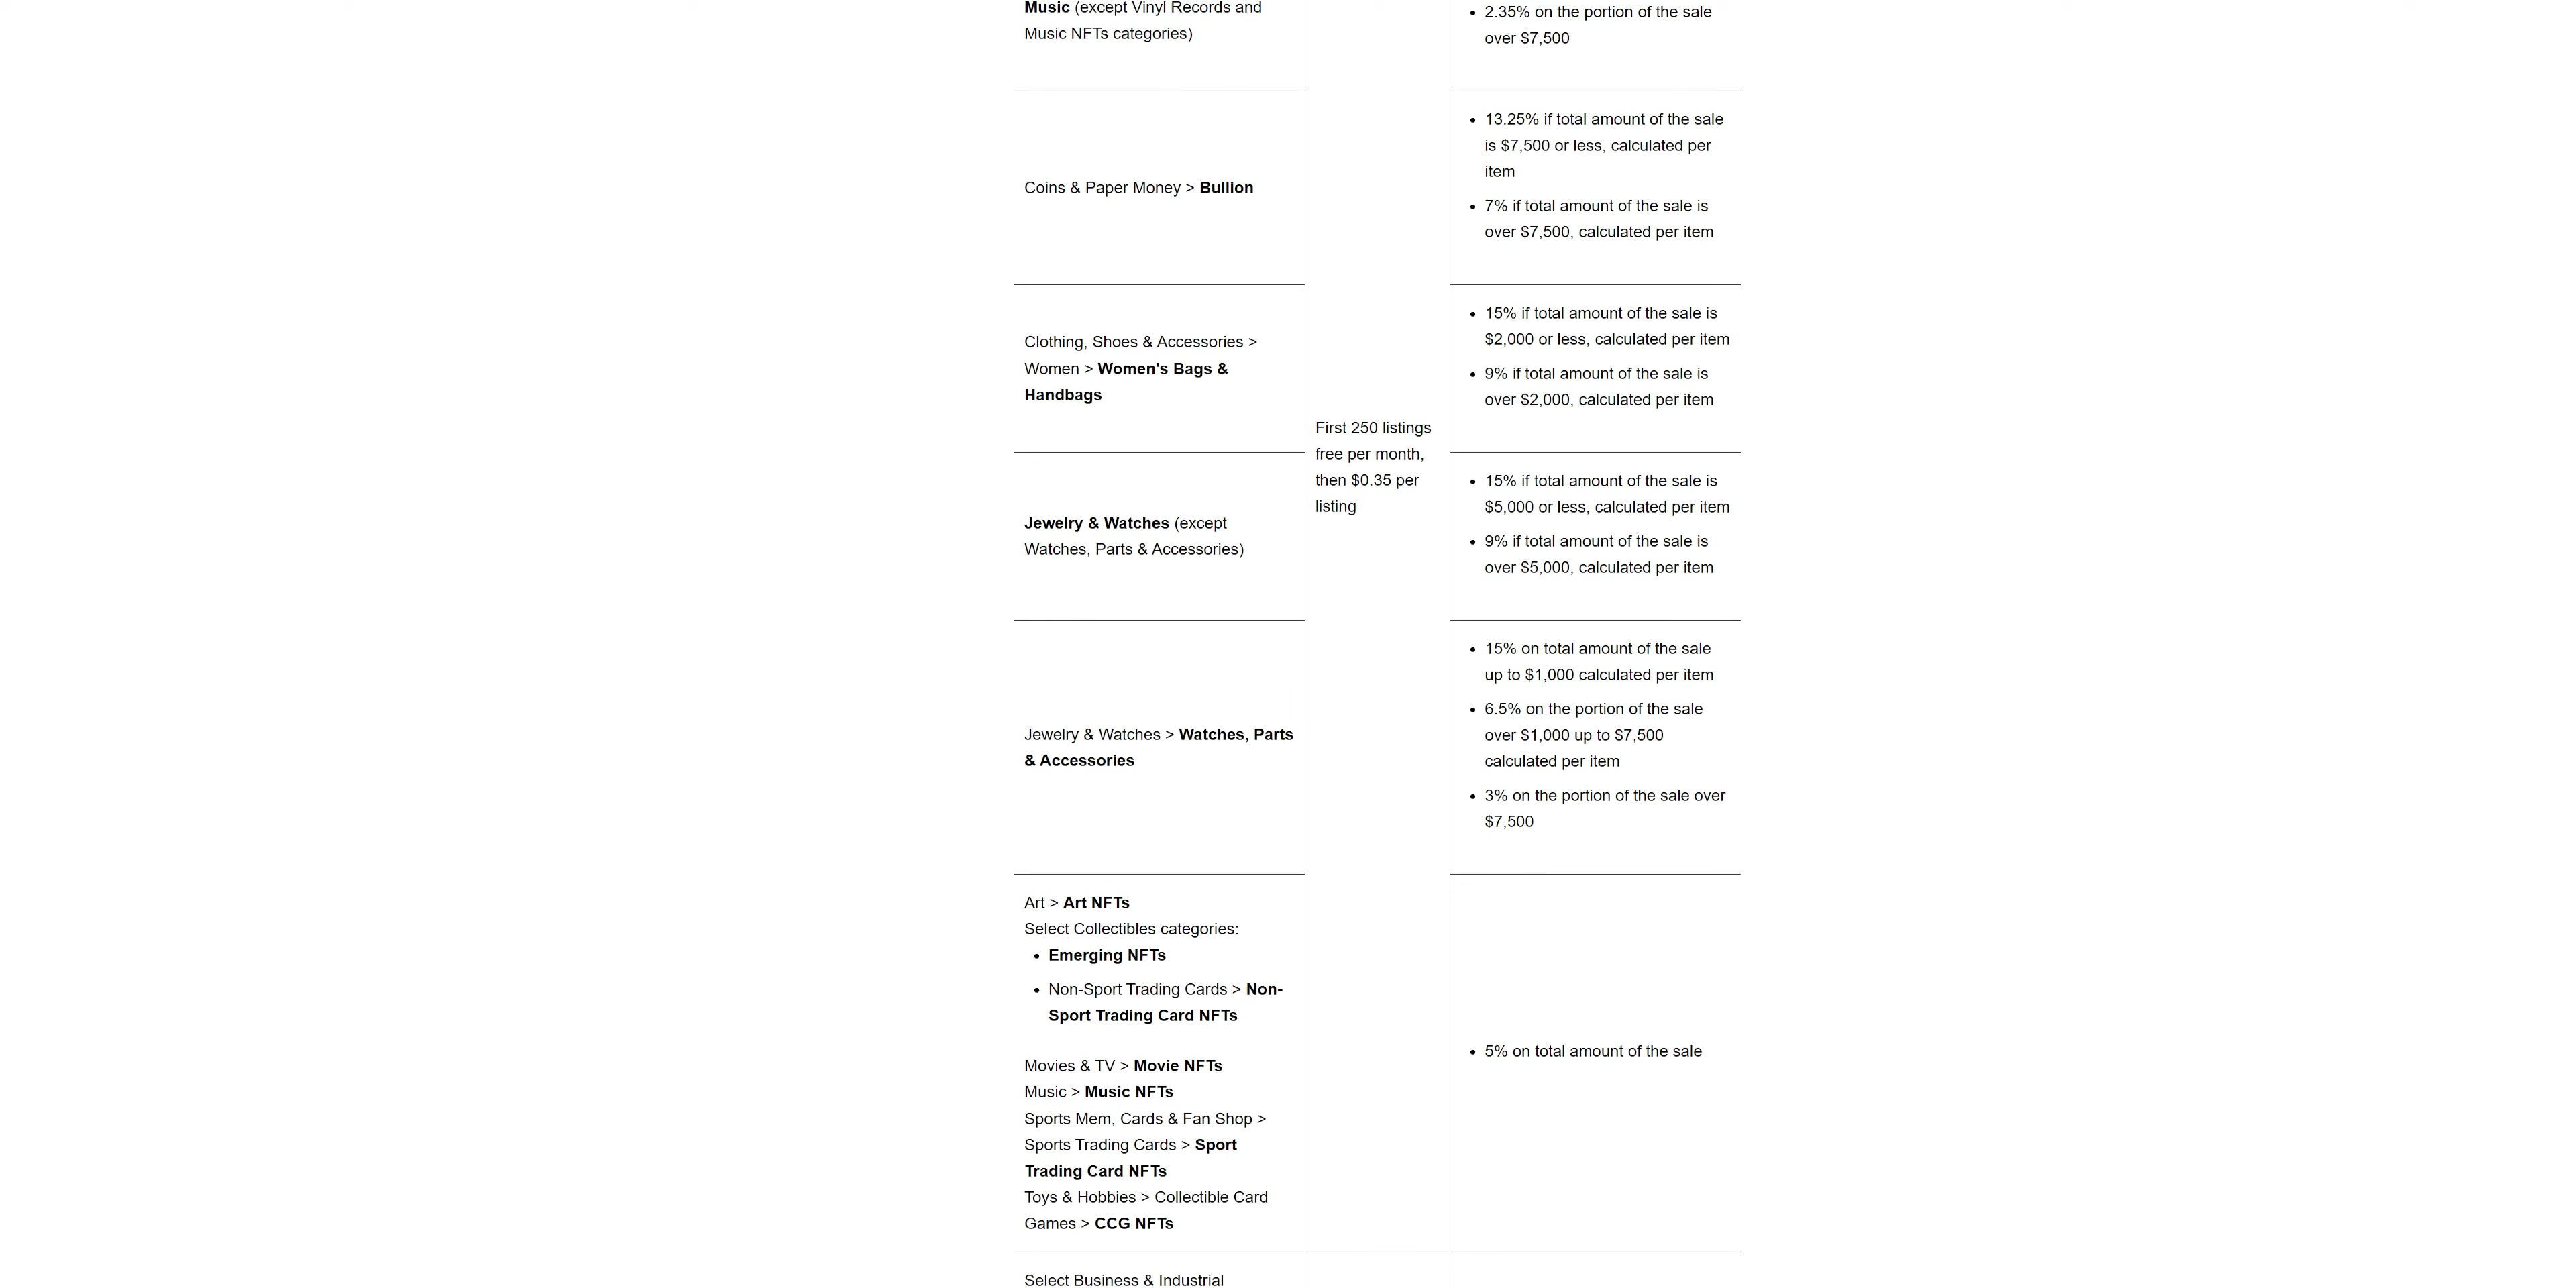 Music (except Vinyl Records and
Music NFTs categories)
• 2.35% on the portion of the sale
over $7,500
Coins & Paper Money > Bullion
• 13.25% if total amount of the sale
is $7,500 or less, calculated per
item
• 7% if total amount of the sale is
over $7,500, calculated per item
Clothing, Shoes & Accessories >
Women > Women's Bags &
Handbags
• 15% if total amount of the sale is
$2,000 or less, calculated per item
• 9% if total amount of the sale is
over $2,000, calculated per item
First 250 listings
free per month,
then $0.35 per
listing
Jewelry & Watches (except
Watches, Parts & Accessories)
• 15% if total amount of the sale is
$5,000 or less, calculated per item
• 9% if total amount of the sale is
over $5,000, calculated per item
Jewelry & Watches > Watches, Parts
& Accessories
• 15% on total amount of the sale
up to $1,000 calculated per item
• 6.5% on the portion of the sale
over $1,000 up to $7,500
calculated per item
• 3% on the portion of the sale over
$7,500
Art > Art NFTs
Select Collectibles categories:
• Emerging NFTs
• Non-Sport Trading Cards > Non-
Sport Trading Card NFTs
Movies & TV > Movie NFTs
Music > Music NFTs
Sports Mem, Cards & Fan Shop >
Sports Trading Cards > Sport
Trading Card NFTs
Toys & Hobbies > Collectible Card
Games > CCG NFTs
• 5% on total amount of the sale
Select Business & Industrial